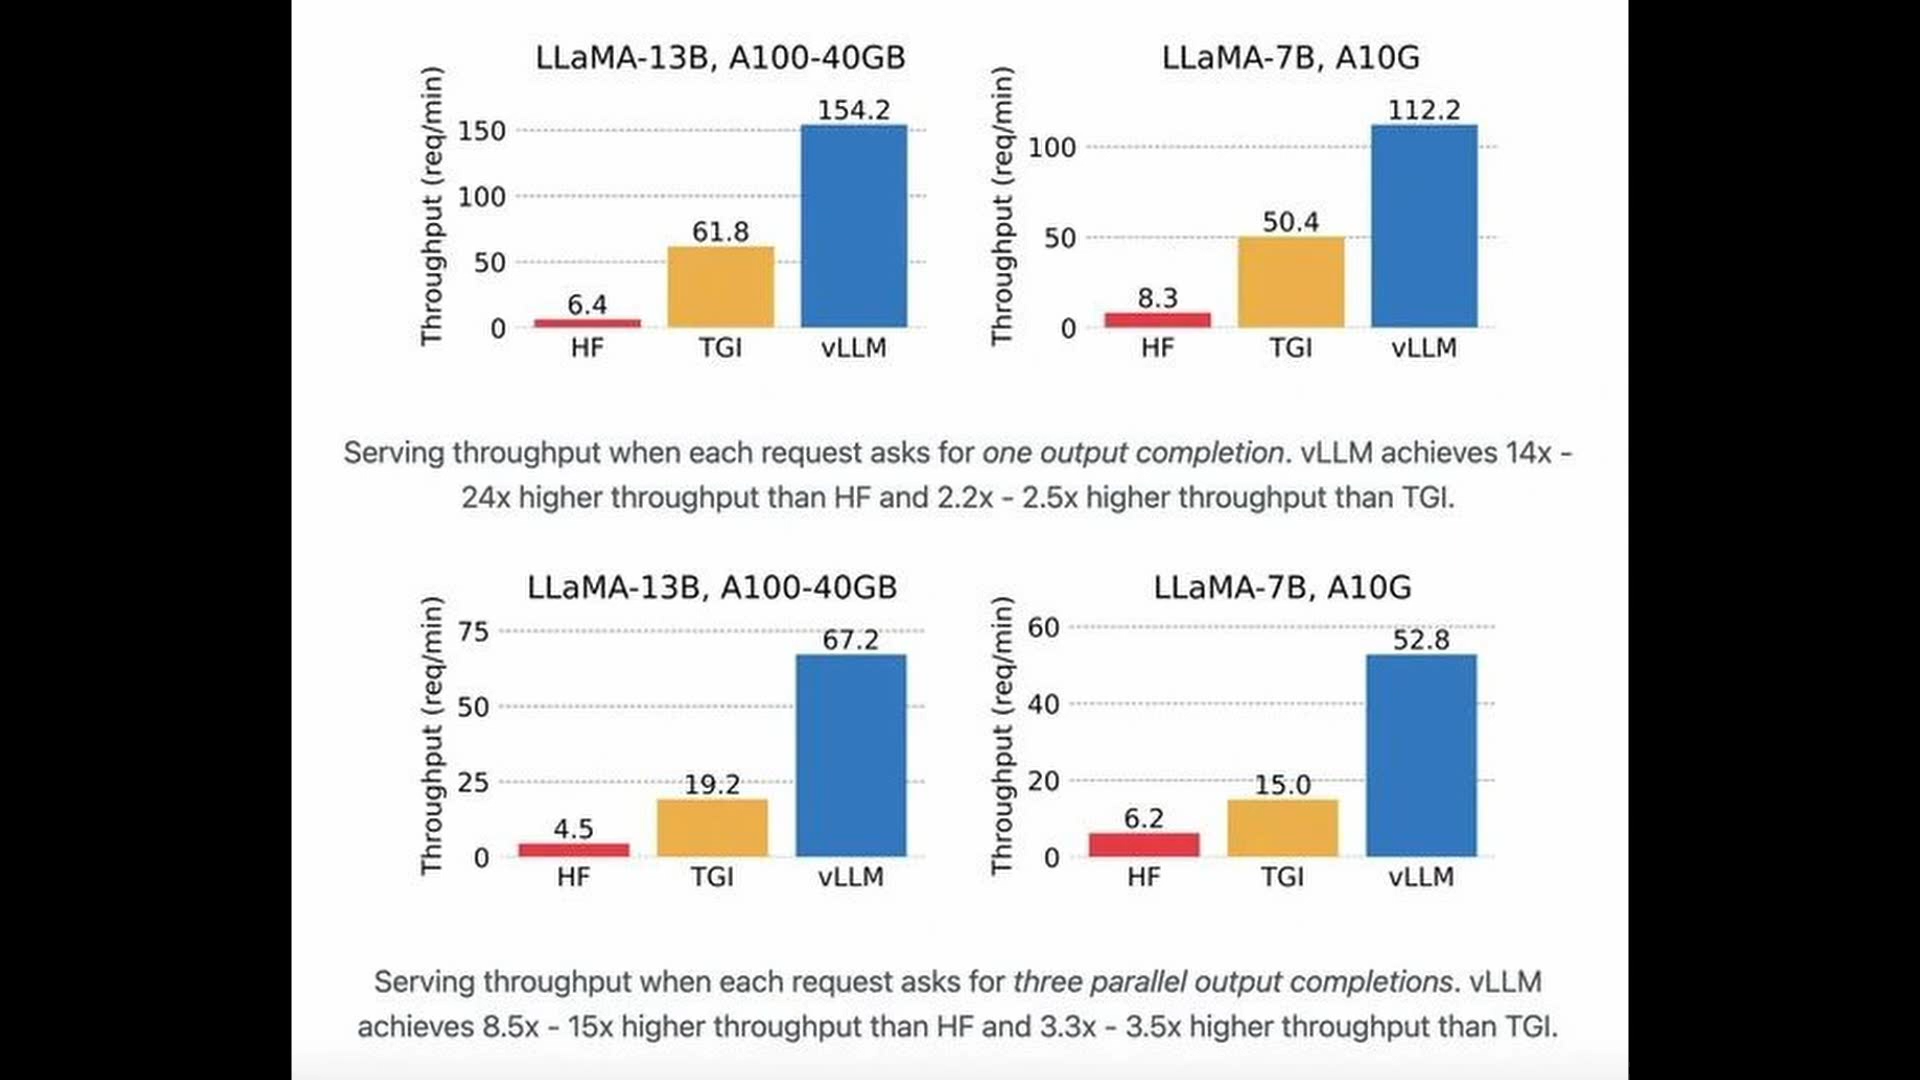 LLaMA-13B, A100-40GB
Throughput (req/min)
150
100
50
0
154.2
61.8
6.4
HF TGI vLLM
LLaMA-7B, A10G
Throughput (req/min)
100
50
0
112.2
50.4
8.3
HF TGI vLLM
Serving throughput when each request asks for one output completion. vLLM achieves 14x -
24x higher throughput than HF and 2.2x - 2.5x higher throughput than TGI.
LLaMA-13B, A100-40GB
Throughput (req/min)
75
50
25
0
67.2
19.2
4.5
HF TGI vLLM
LLaMA-7B, A10G
Throughput (req/min)
60
40
20
0
52.8
15.0
6.2
HF TGI vLLM
Serving throughput when each request asks for three parallel output completions. vLLM
achieves 8.5x - 15x higher throughput than HF and 3.3x - 3.5x higher throughput than TGI.